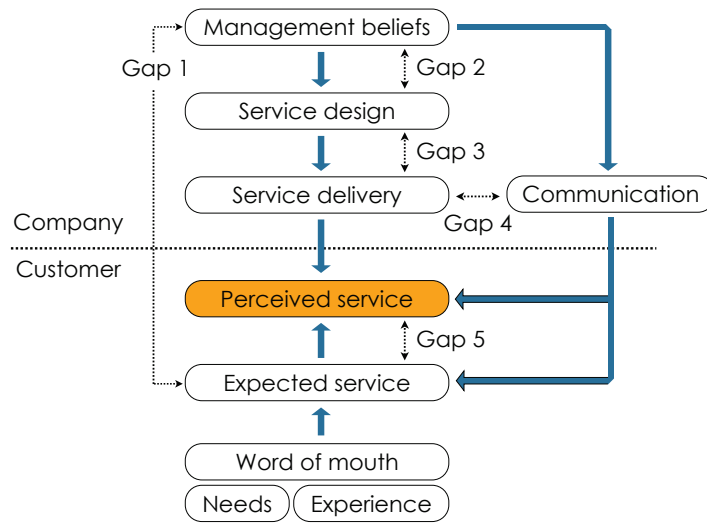 Management beliefs
Gap 1
Gap 2
Service design
Gap 3
Service delivery
Communication
Gap 4
Company
Customer
Perceived service
Gap 5
Expected service
Word of mouth
Needs
Experience